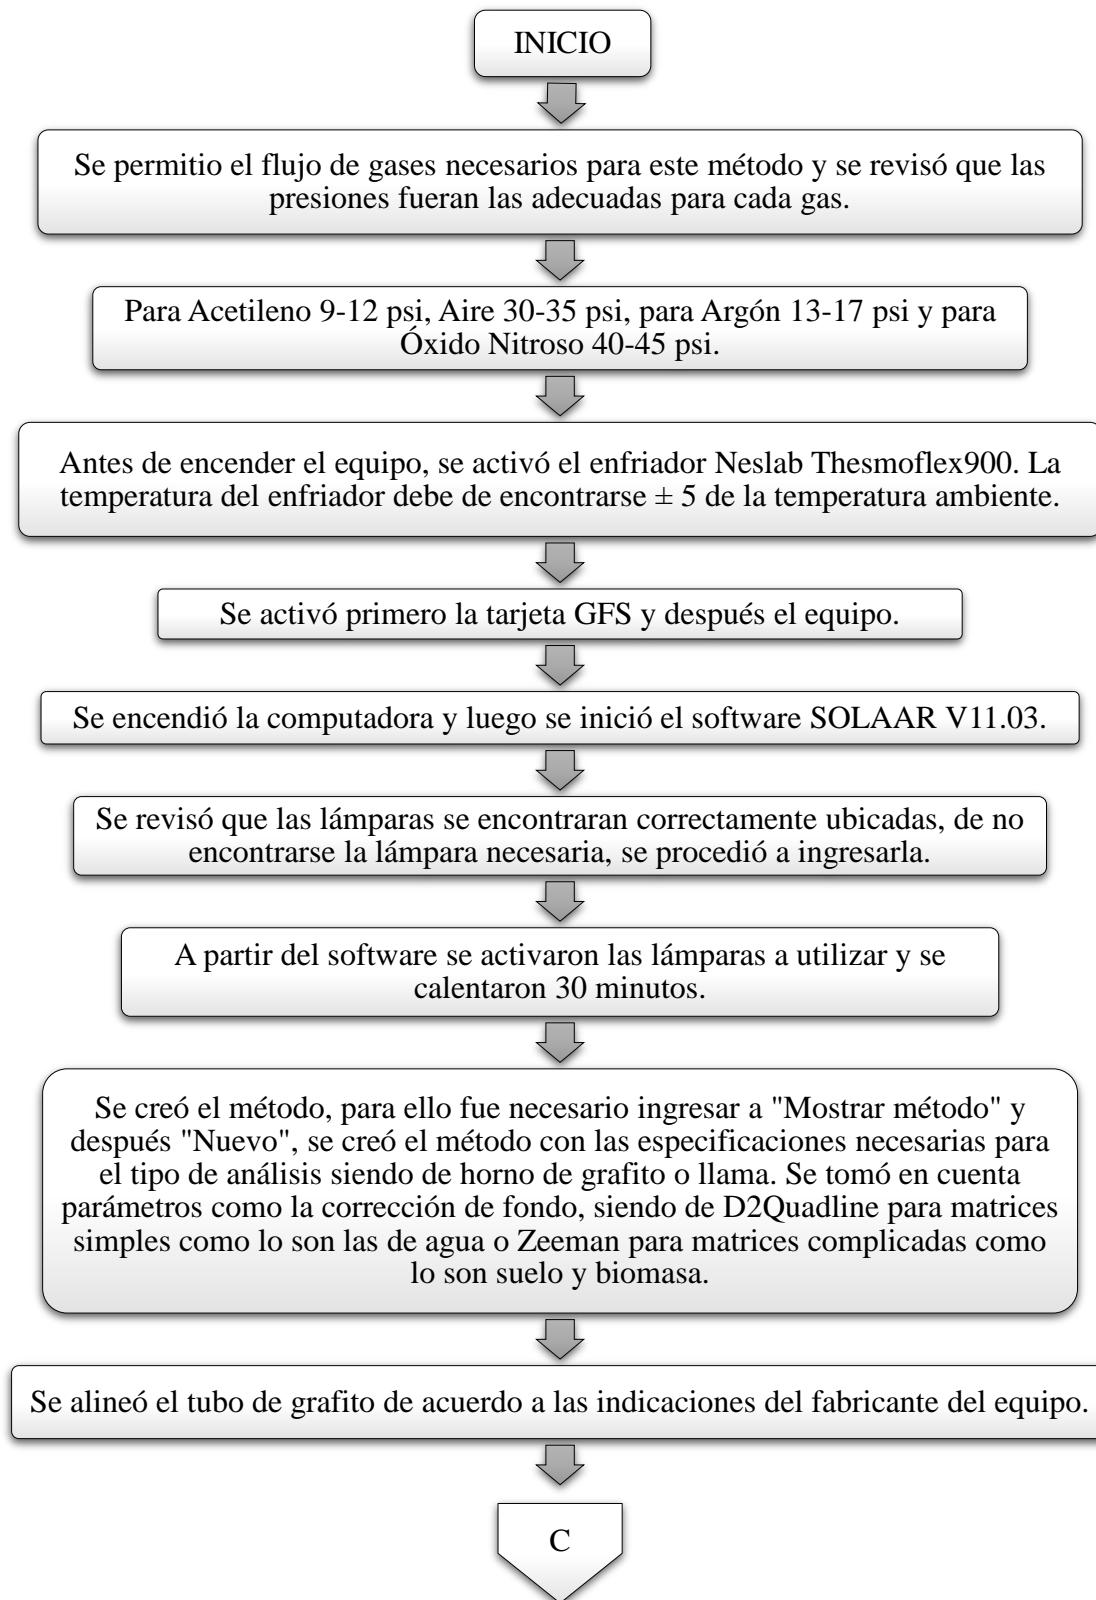 INICIO
Se permitio el flujo de gases necesarios para este método y se revisó que las
presiones fueran las adecuadas para cada gas.
Para Acetileno 9-12 psi, Aire 30-35 psi, para Argón 13-17 psi y para
Óxido Nitroso 40-45 psi.
Antes de encender el equipo, se activó el enfriador Neslab Thesmoflex900. La
temperatura del enfriador debe de encontrarse ± 5 de la temperatura ambiente.
Se activó primero la tarjeta GFS y después el equipo.
Se encendió la computadora y luego se inició el software SOLAAR V11.03.
Se revisó que las lámparas se encontraran correctamente ubicadas, de no
encontrarse la lámpara necesaria, se procedió a ingresarla.
A partir del software se activaron las lámparas a utilizar y se
calentaron 30 minutos.
Se creó el método, para ello fue necesario ingresar a "Mostrar método" y
después "Nuevo", se creó el método con las especificaciones necesarias para
el tipo de análisis siendo de horno de grafito o llama. Se tomó en cuenta
parámetros como la corrección de fondo, siendo de D2Quadline para matrices
simples como lo son las de agua o Zeeman para matrices complicadas como
lo son suelo y biomasa.
Se alineó el tubo de grafito de acuerdo a las indicaciones del fabricante del equipo.
C